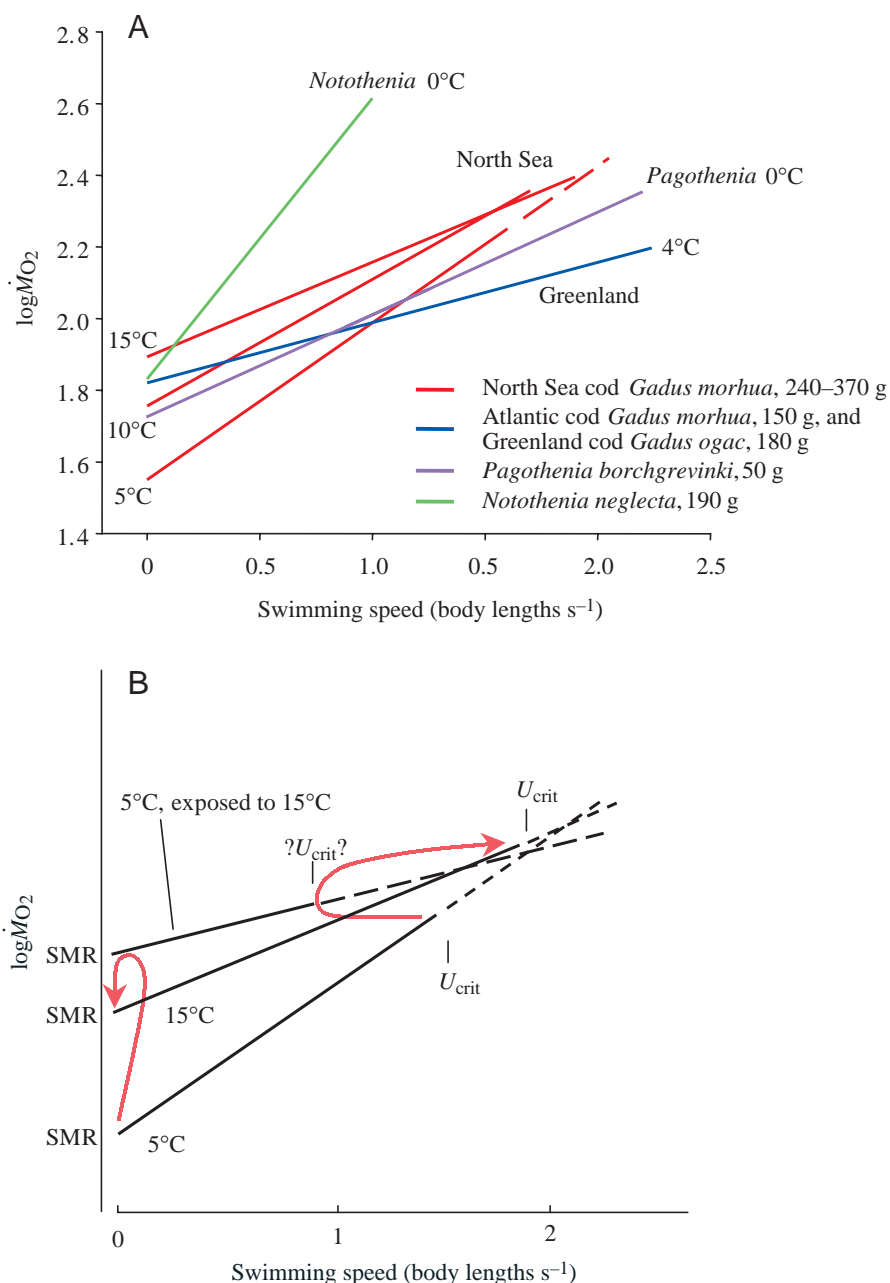 A
2.8
2.6
2.4
2.2
2.0
1.8
1.6
1.4
logṀO2
Notothenia 0°C
North Sea
Pagothenia 0°C
4°C
Greenland
15°C
10°C
5°C
North Sea cod Gadus morhua, 240–370 g
Atlantic cod Gadus morhua, 150 g, and
Greenland cod Gadus ogac, 180 g
Pagothenia borchgrevinki, 50 g
Notothenia neglecta, 190 g
0 0.5 1.0 0.5 2.0 2.5
Swimming speed (body lengths s–1)
B
5°C, exposed to 15°C
?Ucrit?
Ucrit
Ucrit
logṀO2
SMR
SMR
15°C
SMR
5°C
0 1 2
Swimming speed (body lengths s–1)